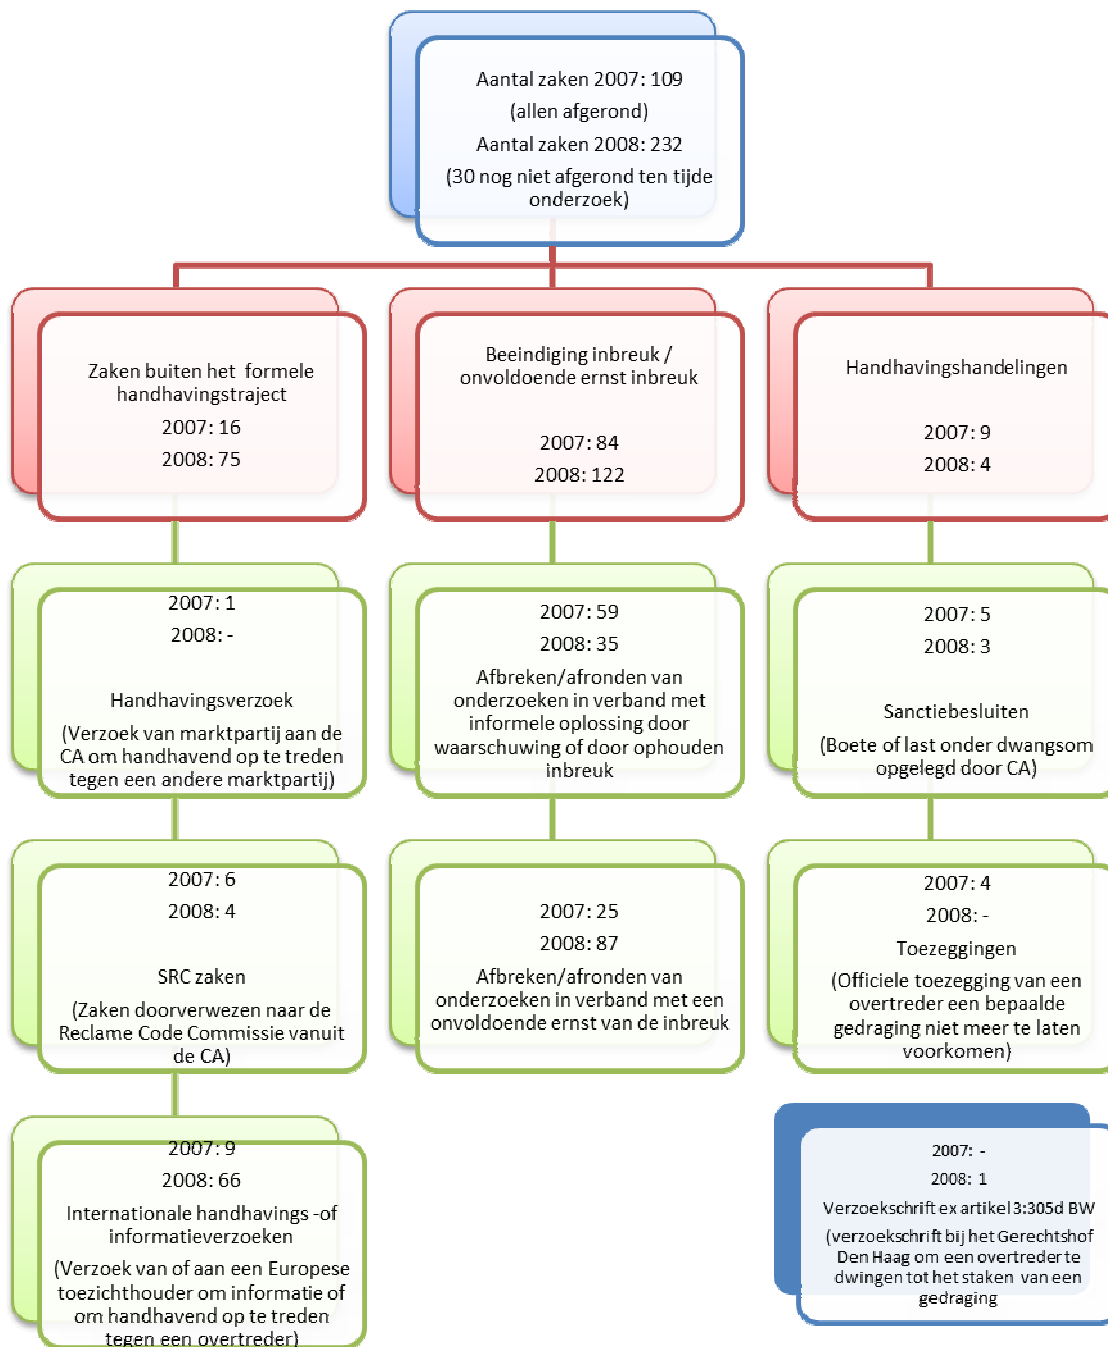 Aantal zaken 2007: 109
(allen afgerond)
Aantal zaken 2008: 232
(30 nog niet afgerond ten tijde
onderzoek)
Zaken buiten het formele
handhavingstraject
2007: 16
2008: 75
Beeindiging inbreuk /
onvoldoende ernst inbreuk
2007: 84
2008: 122
Handhavingshandelingen
2007: 9
2008: 4
2007: 1
2008: -
Handhavingsverzoek
(Verzoek van marktpartij aan de
CA om handhavend op te treden
tegen een andere marktpartij)
2007: 59
2008: 35
Afbreken/afronden van
onderzoeken in verband met
informele oplossing door
waarschuwing of door ophouden
inbreuk
2007: 5
2008: 3
Sanctiebesluiten
(Boete of last onder dwangsom
opgelegd door CA)
2007: 6
2008: 4
SRC zaken
(Zaken doorverwezen naar de
Reclame Code Commissie vanuit
de CA)
2007: 25
2008: 87
Afbreken/afronden van
onderzoeken in verband met een
onvoldoende ernst van de inbreuk
2007: 4
2008: -
Toezeggingen
(Officiele toezegging van een
overtreder een bepaalde
gedraging niet meer te laten
voorkomen)
2007: 9
2008: 66
Internationale handhavings -of
informatieverzoeken
(Verzoek van of aan een Europese
toezichthouder om informatie of
om handhavend op te treden
tegen een overtreder)
2007: -
2008: 1
Verzoekschrift ex artikel 3:305d BW
(verzoekschrift bij het Gerechtshof
Den Haag om een overtreder te
dwingen tot het staken van een
gedraging